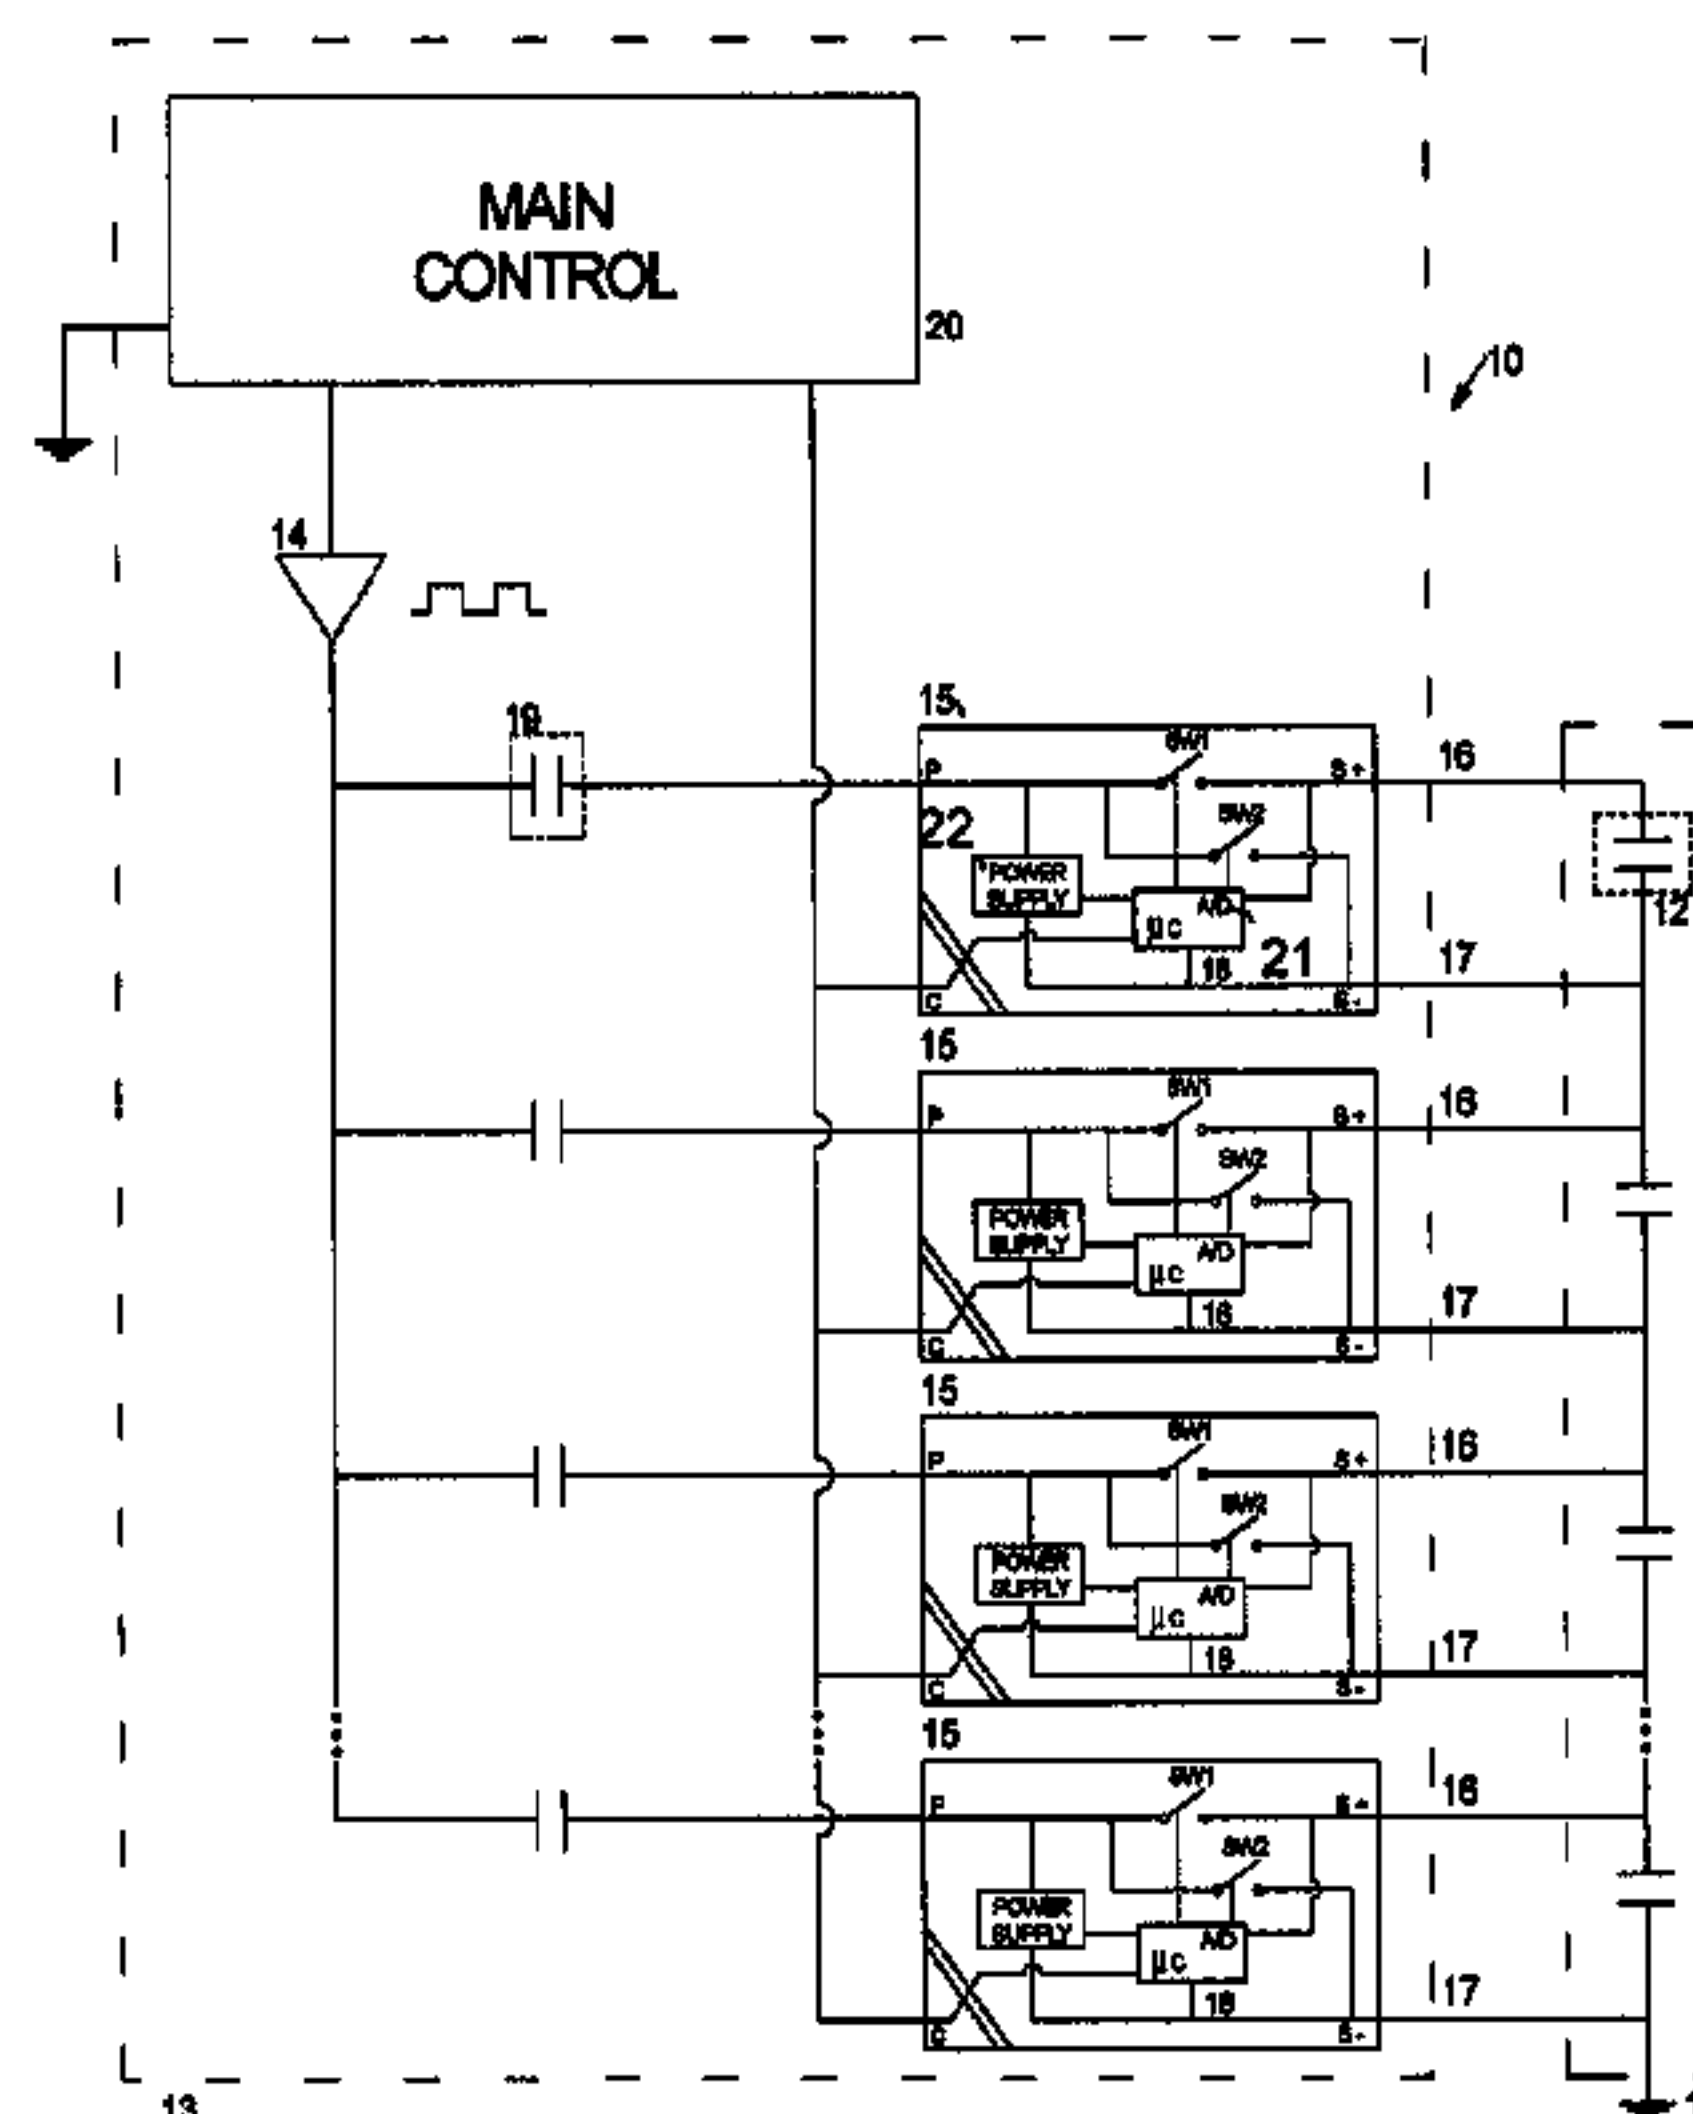 MAIN
CONTROL
20
10
14
19
15
SW1
P
S+
16
22
SW2
POWER
SUPPLY
A/D
µC
12
18
21
17
C
S-
15
SW1
P
S+
16
SW2
POWER
SUPPLY
A/D
µC
18
17
C
S-
15
SW1
P
S+
16
SW2
POWER
SUPPLY
A/D
µC
18
17
C
S-
15
SW1
P
S+
16
SW2
POWER
SUPPLY
A/D
µC
18
17
C
S-
13